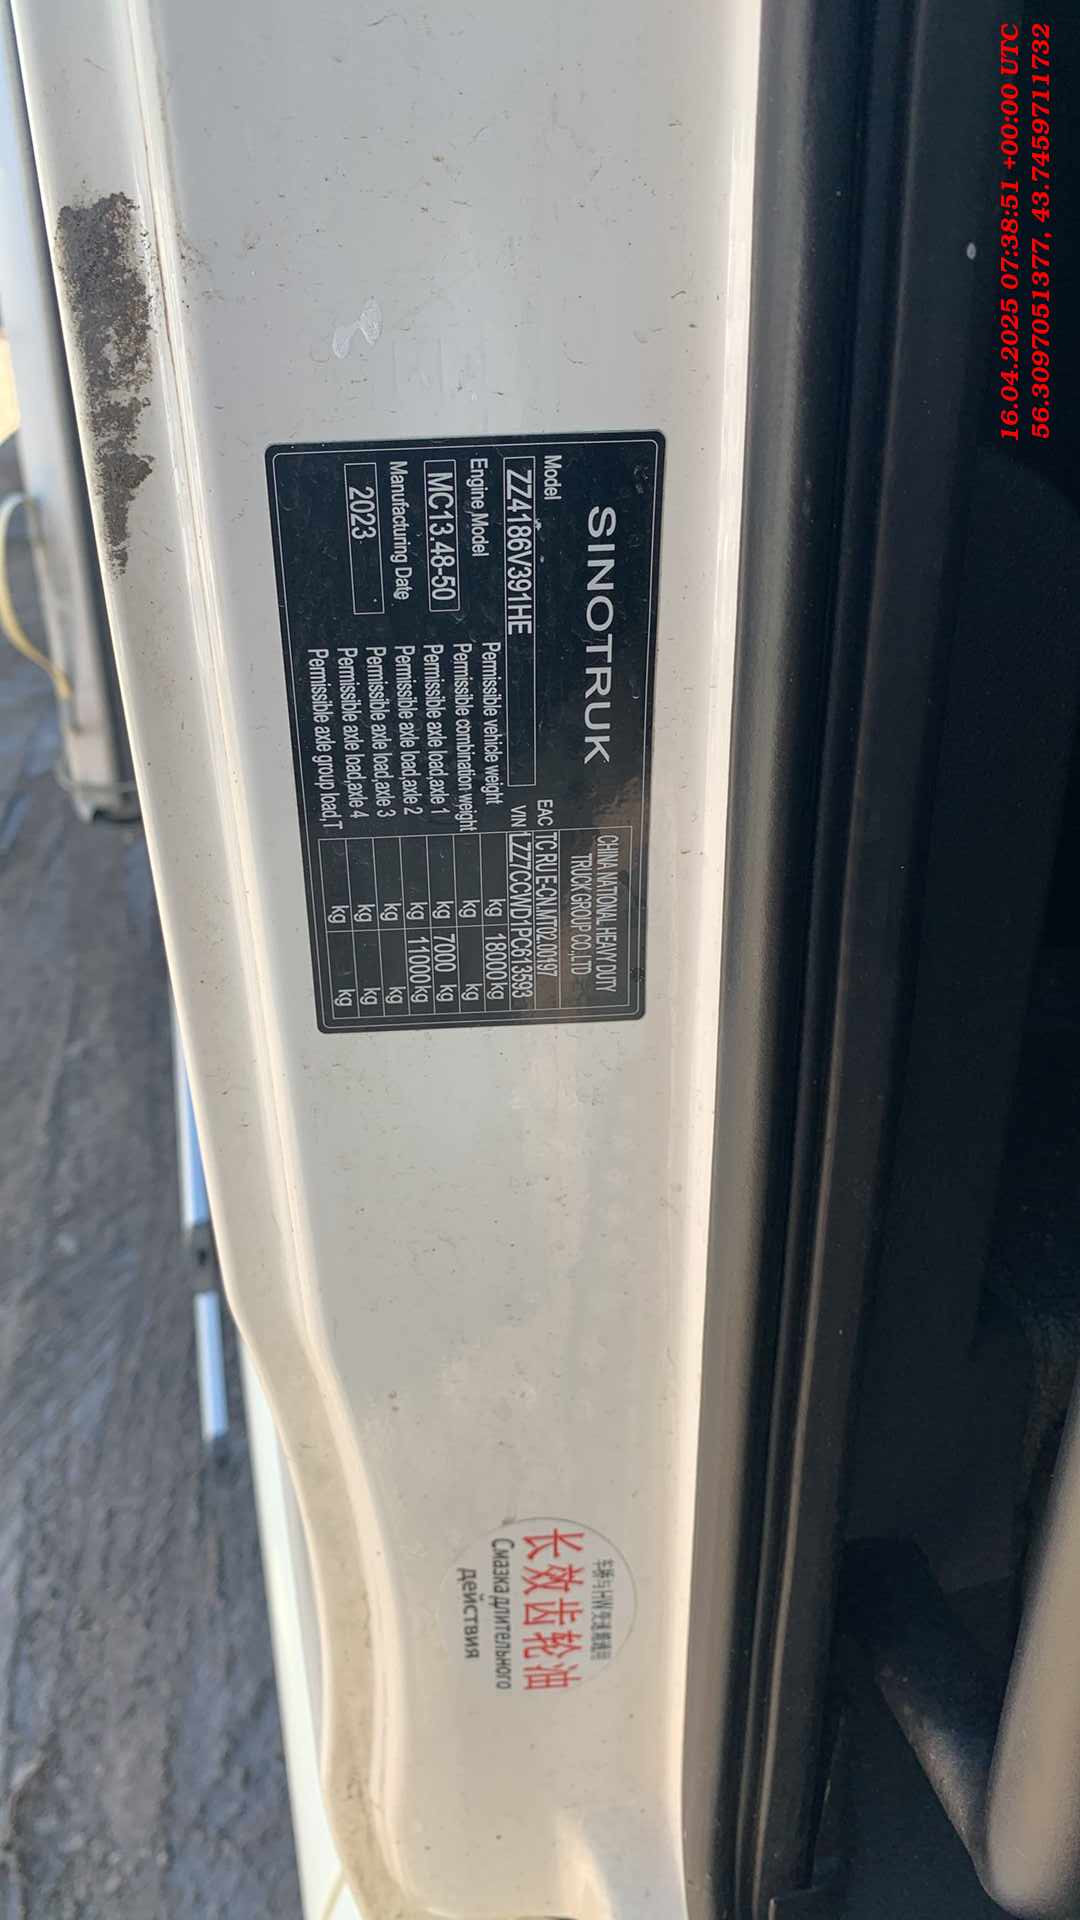 SINOTRUK
CHINA NATIONAL HEAVY DUTY
TRUCK GROUP CO.,LTD
Model
ZZ4186V391HE
EAC TC RU E-CN.MT02.00197
VIN LZZ7CCWD1PC613593
Engine Model
MC13.48-50
Manufacturing Date
2023
Permissible vehicle weight kg 18000 kg
Permissible combination weight kg kg
Permissible axle load,axle 1 kg 7000 kg
Permissible axle load,axle 2 kg 11000 kg
Permissible axle load,axle 3 kg kg
Permissible axle load,axle 4 kg kg
Permissible axle group load,T kg kg
长效齿轮油
Смазка длительного
действия
16.04.2025 07:38:51 +00:00 UTC
56.3097051377, 43.7459711732